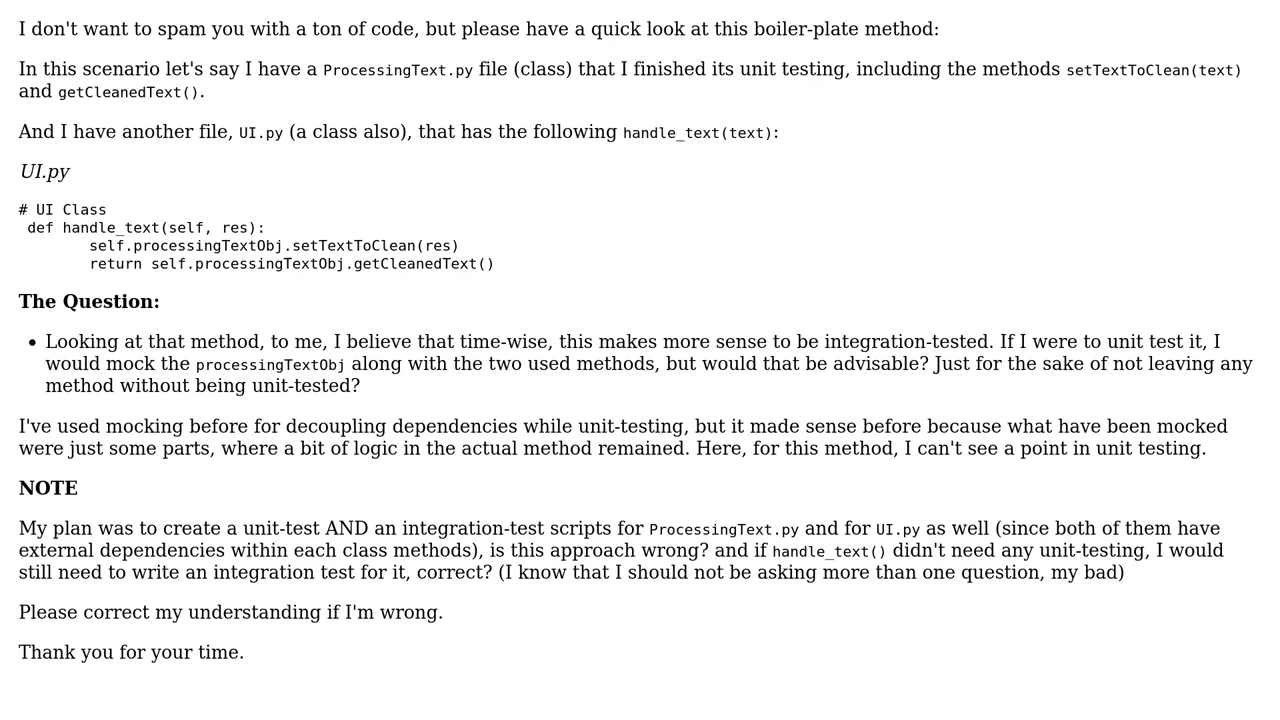 I don't want to spam you with a ton of code, but please have a quick look at this boiler-plate method:
In this scenario let's say I have a ProcessingText.py file (class) that I finished its unit testing, including the methods setTextToClean(text)
and getCleanedText().
And I have another file, UI.py (a class also), that has the following handle_text(text):
UI.py
# UI Class
 def handle_text(self, res):
        self.processingTextObj.setTextToClean(res)
        return self.processingTextObj.getCleanedText()
The Question:
• Looking at that method, to me, I believe that time-wise, this makes more sense to be integration-tested. If I were to unit test it, I
would mock the processingTextObj along with the two used methods, but would that be advisable? Just for the sake of not leaving any
method without being unit-tested?
I've used mocking before for decoupling dependencies while unit-testing, but it made sense before because what have been mocked
were just some parts, where a bit of logic in the actual method remained. Here, for this method, I can't see a point in unit testing.
NOTE
My plan was to create a unit-test AND an integration-test scripts for ProcessingText.py and for UI.py as well (since both of them have
external dependencies within each class methods), is this approach wrong? and if handle_text() didn't need any unit-testing, I would
still need to write an integration test for it, correct? (I know that I should not be asking more than one question, my bad)
Please correct my understanding if I'm wrong.
Thank you for your time.